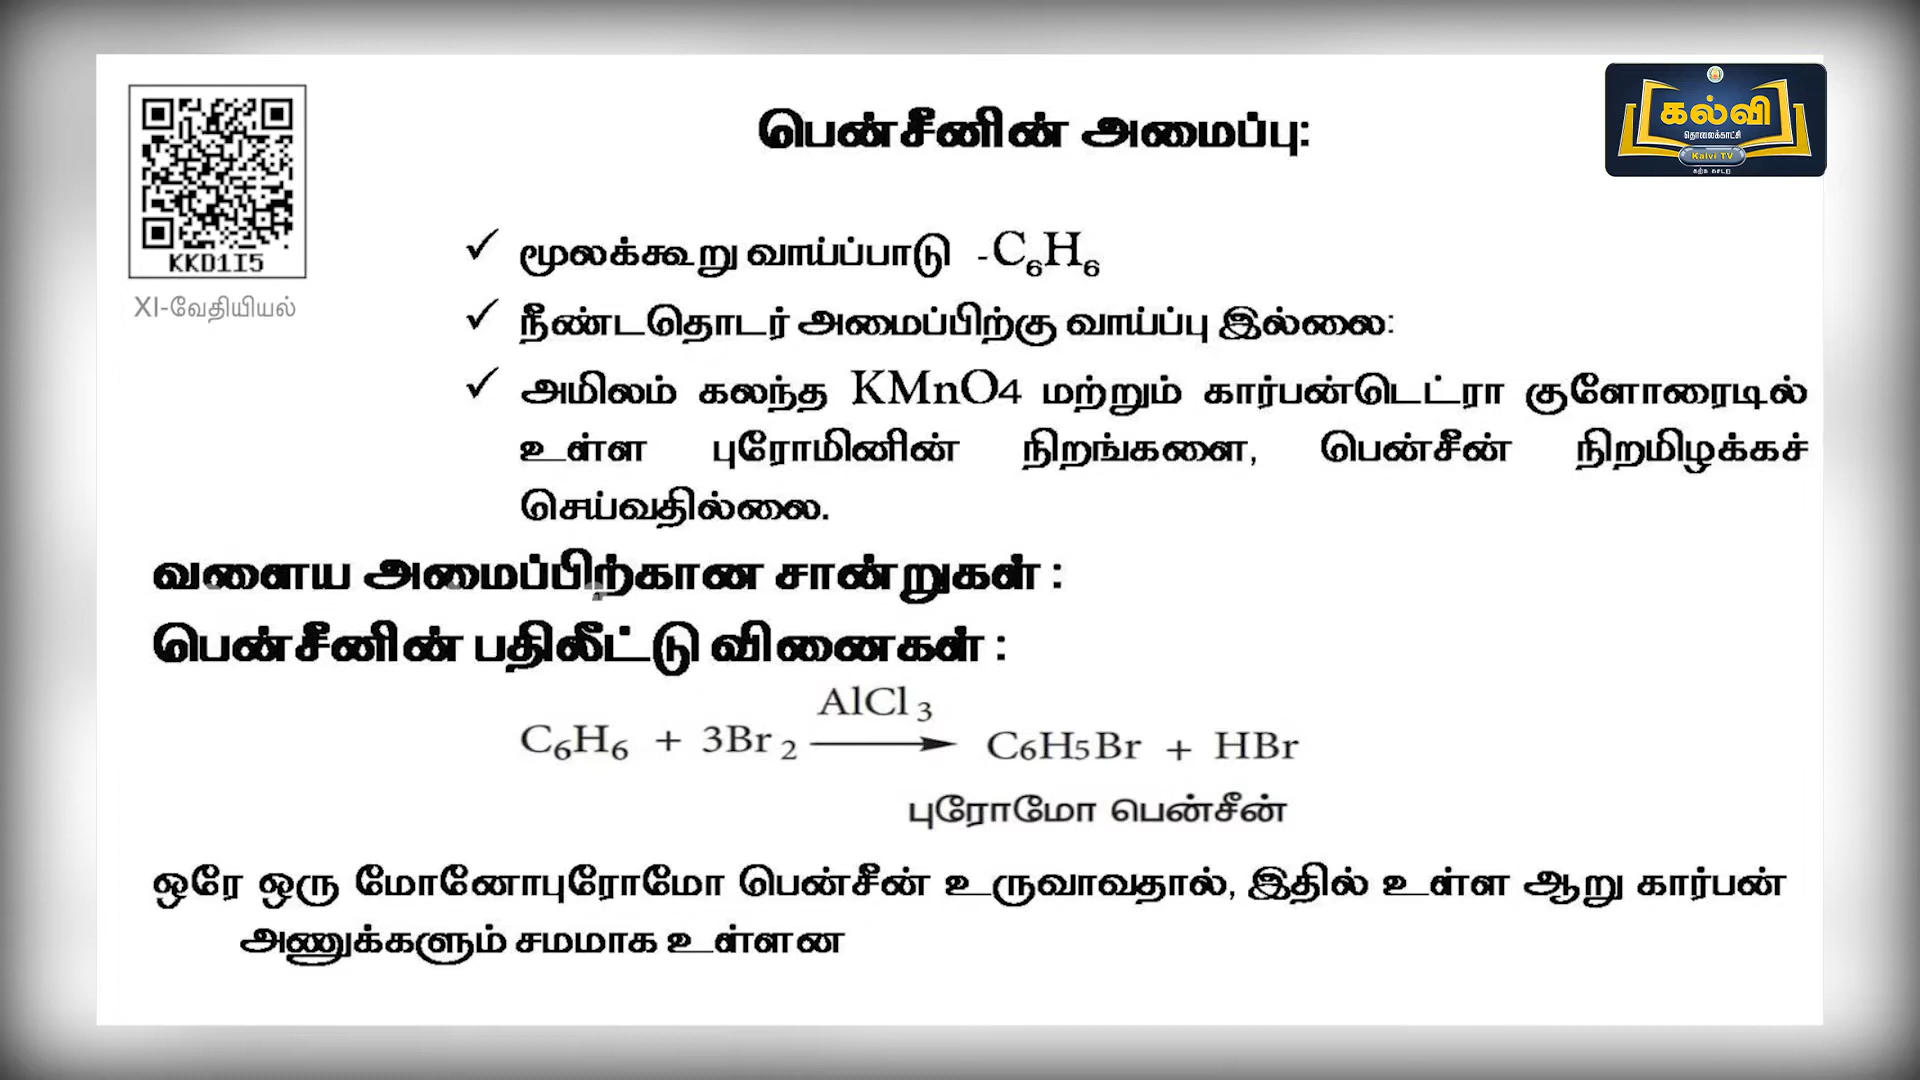 கல்வி
தொலைக்காட்சி
Kalvi TV
கற்க கசடற
பென்சீனின் அமைப்பு:
KKD1I5
XI-வேதியியல்
✓ மூலக்கூறு வாய்ப்பாடு -C₆H₆
✓ நீண்டதொடர் அமைப்பிற்கு வாய்ப்பு இல்லை:
✓ அமிலம் கலந்த KMnO4 மற்றும் கார்பன்டெட்ரா குளோரைடில்
உள்ள புரோமினின் நிறங்களை, பென்சீன் நிறமிழக்கச்
செய்வதில்லை.
வளைய அமைப்பிற்கான சான்றுகள் :
பென்சீனின் பதிலீட்டு வினைகள் :
AlCl₃
C₆H₆ + 3Br₂ ⟶ C₆H₅Br + HBr
புரோமோ பென்சீன்
ஒரே ஒரு மோனோபுரோமோ பென்சீன் உருவாவதால், இதில் உள்ள ஆறு கார்பன்
அணுக்களும் சமமாக உள்ளன